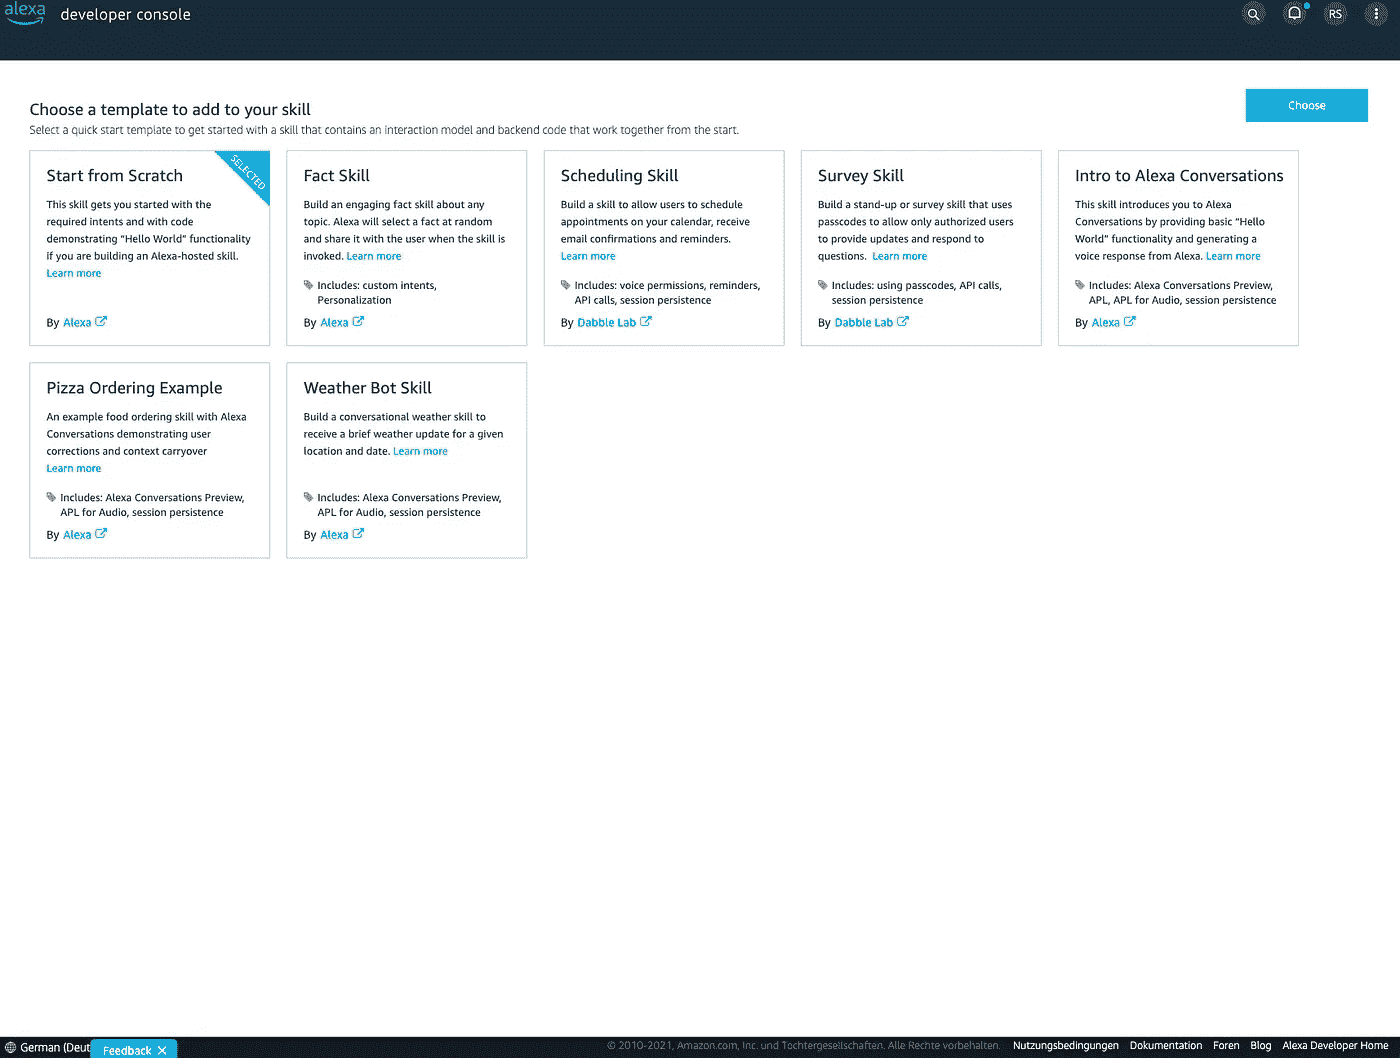 alexa
developer console
RS
Choose a template to add to your skill
Choose
Select a quick start template to get started with a skill that contains an interaction model and backend code that work together from the start.
Start from Scratch
SELECTED
This skill gets you started with the
required intents and with code
demonstrating “Hello World” functionality
if you are building an Alexa-hosted skill.
Learn more
By Alexa
Fact Skill
Build an engaging fact skill about any
topic. Alexa will select a fact at random
and share it with the user when the skill is
invoked. Learn more
Includes: custom intents,
Personalization
By Alexa
Scheduling Skill
Build a skill to allow users to schedule
appointments on your calendar, receive
email confirmations and reminders.
Learn more
Includes: voice permissions, reminders,
API calls, session persistence
By Dabble Lab
Survey Skill
Build a stand-up or survey skill that uses
passcodes to allow only authorized users
to provide updates and respond to
questions. Learn more
Includes: using passcodes, API calls,
session persistence
By Dabble Lab
Intro to Alexa Conversations
This skill introduces you to Alexa
Conversations by providing basic “Hello
World” functionality and generating a
voice response from Alexa. Learn more
Includes: Alexa Conversations Preview,
APL, APL for Audio, session persistence
By Alexa
Pizza Ordering Example
An example food ordering skill with Alexa
Conversations demonstrating user
corrections and context carryover
Learn more
Includes: Alexa Conversations Preview,
APL for Audio, session persistence
By Alexa
Weather Bot Skill
Build a conversational weather skill to
receive a brief weather update for a given
location and date. Learn more
Includes: Alexa Conversations Preview,
APL for Audio, session persistence
By Alexa
German (Deut
Feedback
© 2010-2021, Amazon.com, Inc. und Tochtergesellschaften. Alle Rechte vorbehalten.
Nutzungsbedingungen Dokumentation Foren Blog Alexa Developer Home